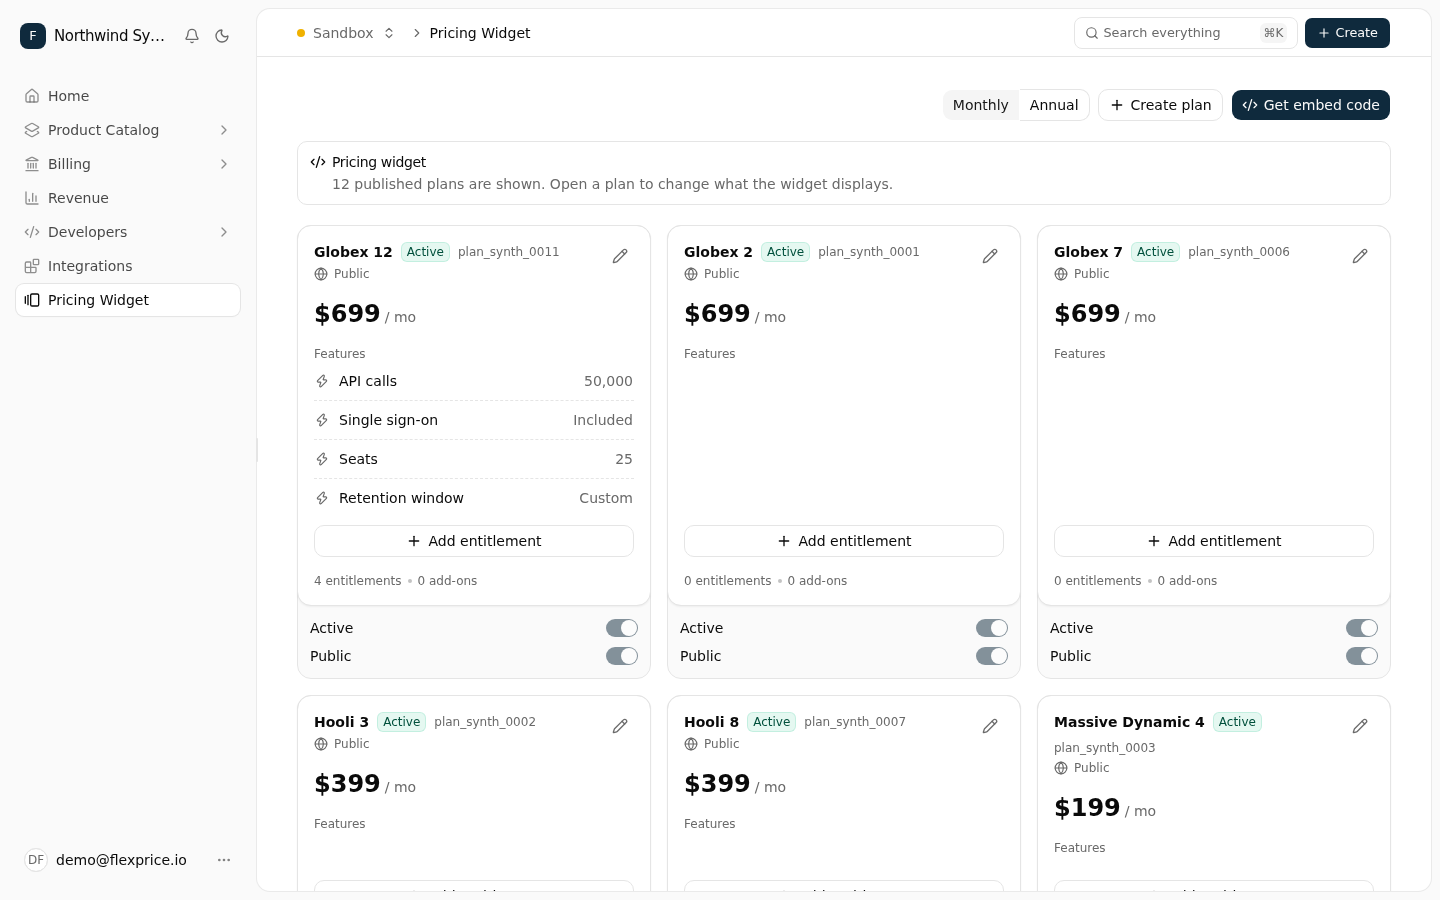 F Northwind Sy...
Home
Product Catalog
Billing
Revenue
Developers
Integrations
Pricing Widget
DF demo@flexprice.io
Sandbox Pricing Widget
Search everything ⌘K
Create
Monthly Annual Create plan Get embed code
Pricing widget
12 published plans are shown. Open a plan to change what the widget displays.
Globex 12 Active plan_synth_0011
Public
$699 / mo
Features
API calls 50,000
Single sign-on Included
Seats 25
Retention window Custom
Add entitlement
4 entitlements • 0 add-ons
Active
Public
Globex 2 Active plan_synth_0001
Public
$699 / mo
Features
Add entitlement
0 entitlements • 0 add-ons
Active
Public
Globex 7 Active plan_synth_0006
Public
$699 / mo
Features
Add entitlement
0 entitlements • 0 add-ons
Active
Public
Hooli 3 Active plan_synth_0002
Public
$399 / mo
Features
Hooli 8 Active plan_synth_0007
Public
$399 / mo
Features
Massive Dynamic 4 Active
plan_synth_0003
Public
$199 / mo
Features